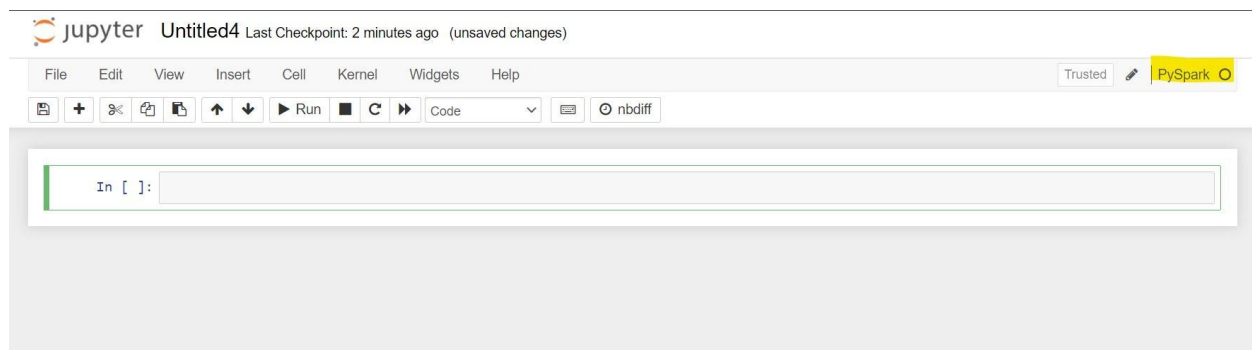 jupyter Untitled4 Last Checkpoint: 2 minutes ago (unsaved changes)
File Edit View Insert Cell Kernel Widgets Help Trusted PySpark
Run Code nbdiff
In [ ]: